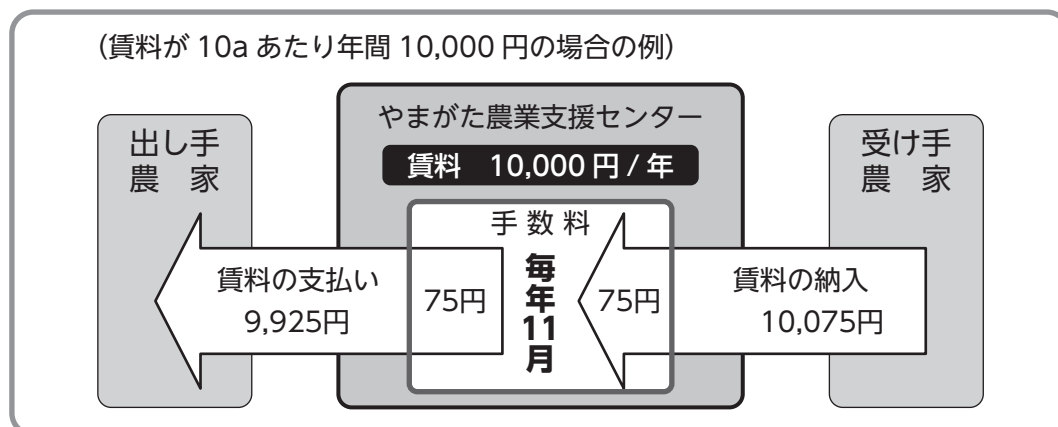 (賃料が 10a あたり年間 10,000 円の場合の例)
出し手
農　家
やまがた農業支援センター
賃料　10,000 円 / 年
受け手
農　家
手 数 料
賃料の支払い
9,925円
75円
毎年11月
75円
賃料の納入
10,075円